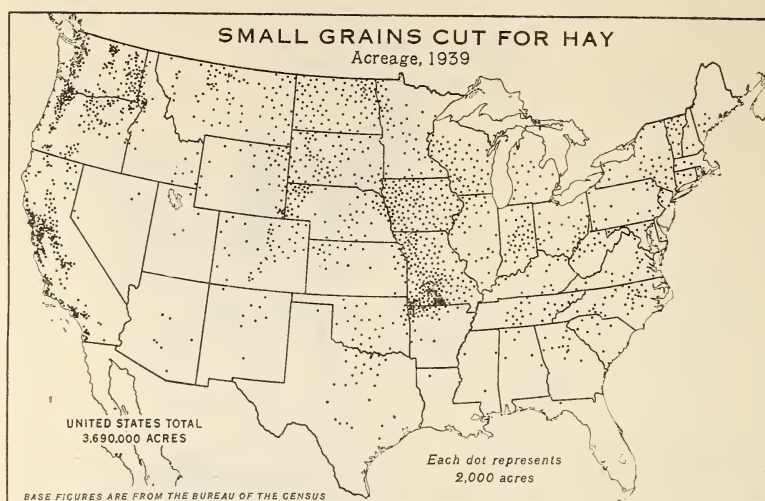 SMALL GRAINS CUT FOR HAY
Acreage, 1939
UNITED STATES TOTAL
3,690,000 ACRES
Each dot represents
2,000 acres
BASE FIGURES ARE FROM THE BUREAU OF THE CENSUS